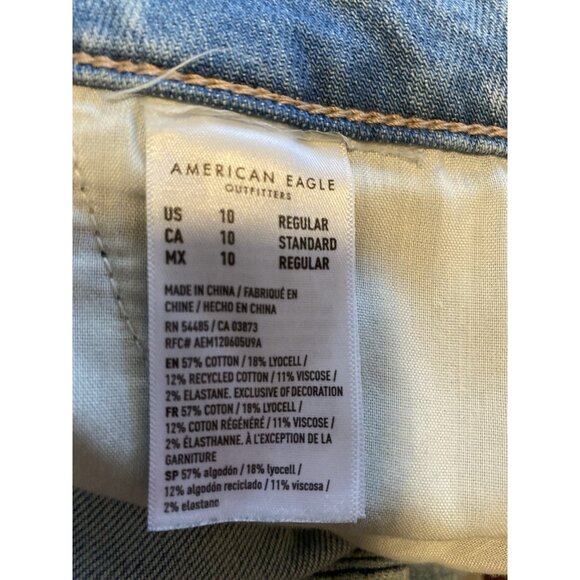 AMERICAN EAGLE
OUTFITTERS
US 10 REGULAR
CA 10 STANDARD
MX 10 REGULAR
MADE IN CHINA / FABRIQUÉ EN
CHINE / HECHO EN CHINA
RN 54485 / CA 03873
RFC# AEM120605U9A
EN 57% COTTON / 18% LYOCELL /
12% RECYCLED COTTON / 11% VISCOSE /
2% ELASTANE. EXCLUSIVE OF DECORATION
FR 57% COTON / 18% LYOCELL /
12% COTON RÉGÉNÉRÉ / 11% VISCOSE /
2% ÉLASTHANNE. À L'EXCEPTION DE LA
GARNITURE
SP 57% algodón / 18% lyocell /
12% algodón reciclado / 11% viscosa /
2% elastano